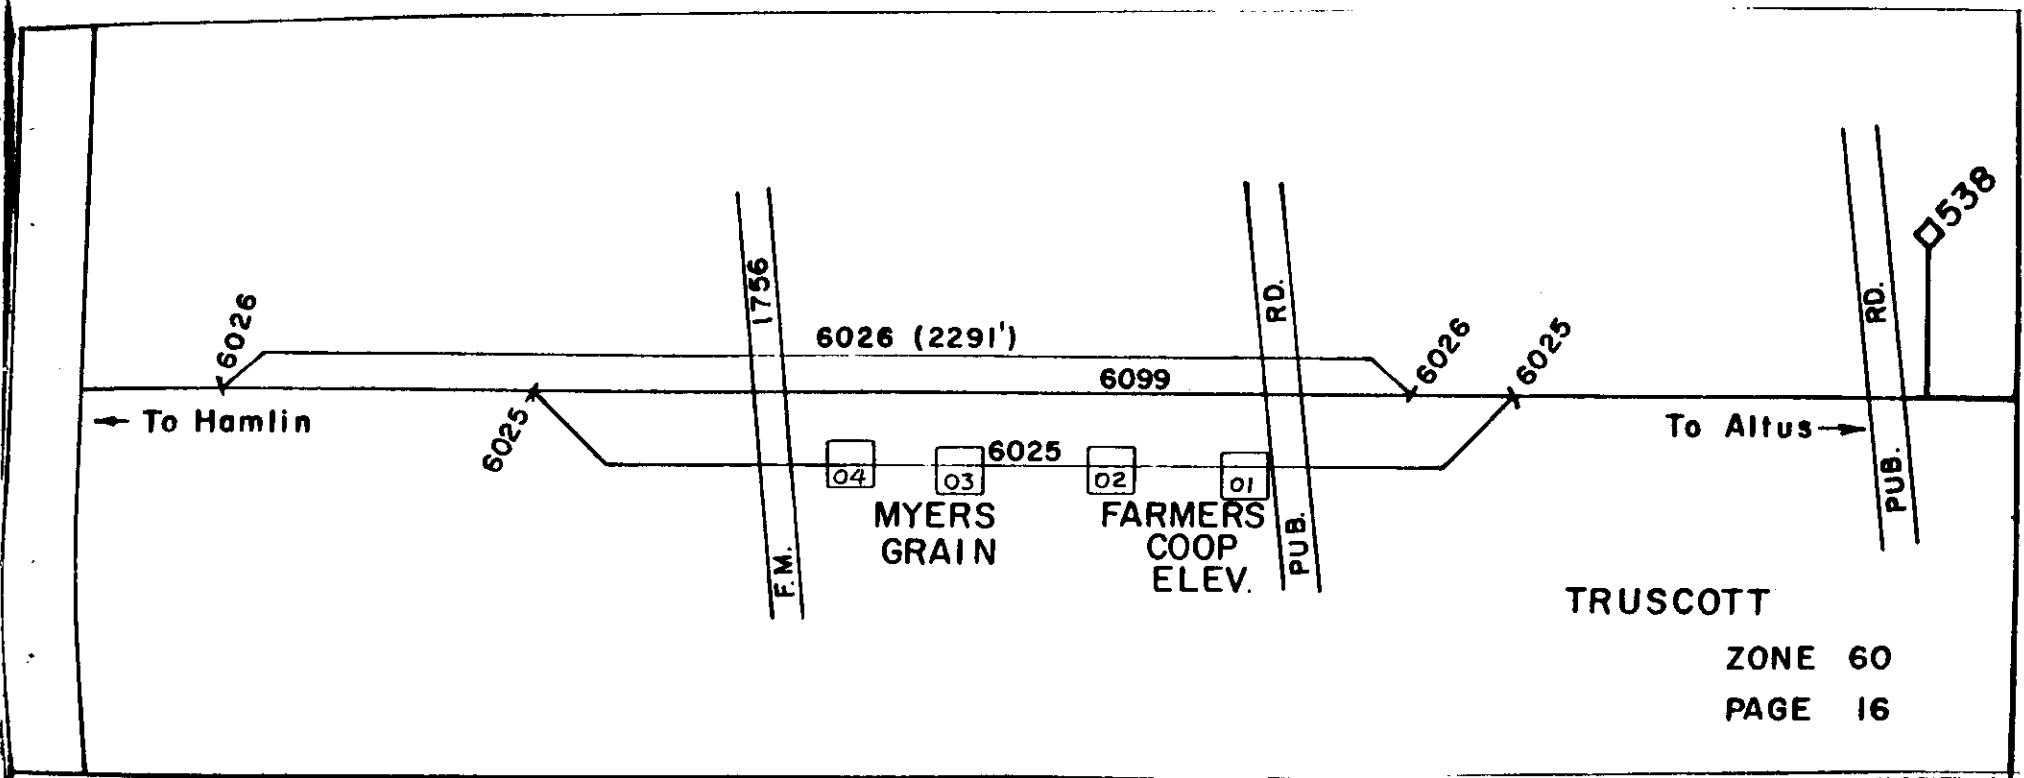 538
1756
RD.
RD.
6026
6026 (2291')
6026
6025
6099
← To Hamlin
To Altus →
6025
6025
04
03
02
01
PUB.
MYERS
GRAIN
FARMERS
COOP
ELEV.
PUB.
F.M.
TRUSCOTT
ZONE 60
PAGE 16